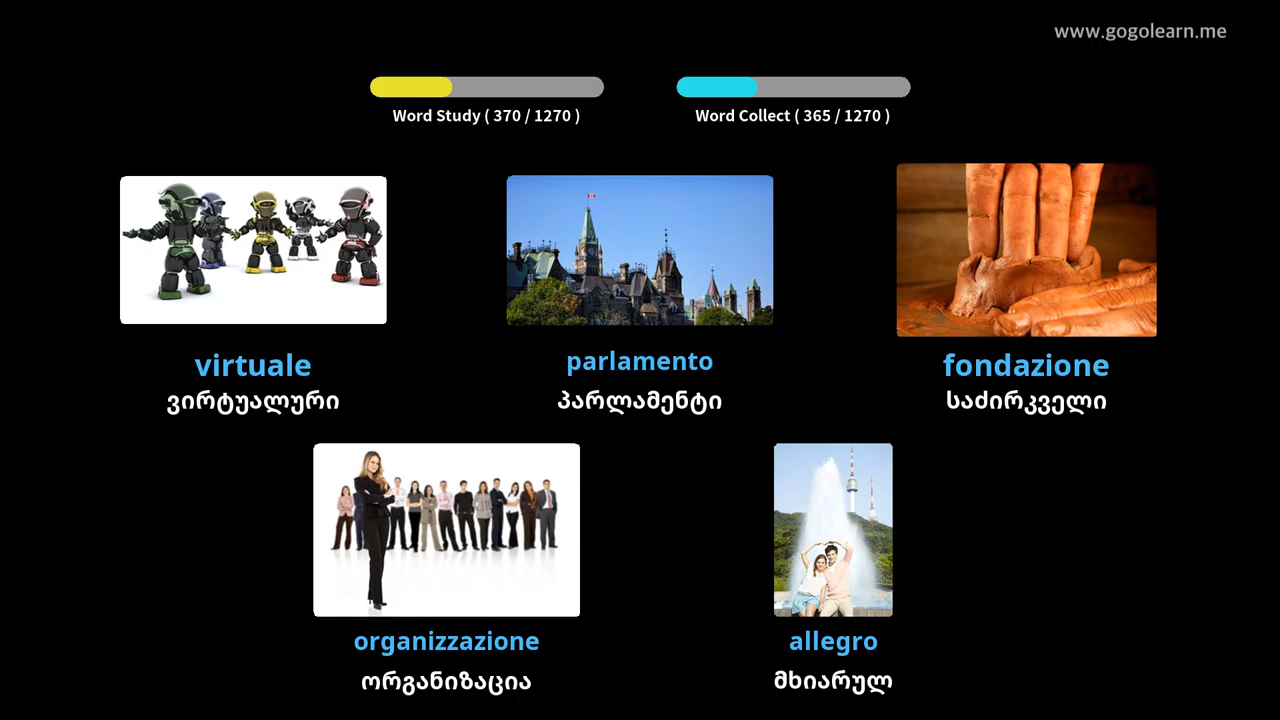 www.gogolearn.me
Word Study ( 370 / 1270 )
Word Collect ( 365 / 1270 )
virtuale
ვირტუალური
parlamento
პარლამენტი
fondazione
საძირკველი
organizzazione
ორგანიზაცია
allegro
მხიარულ